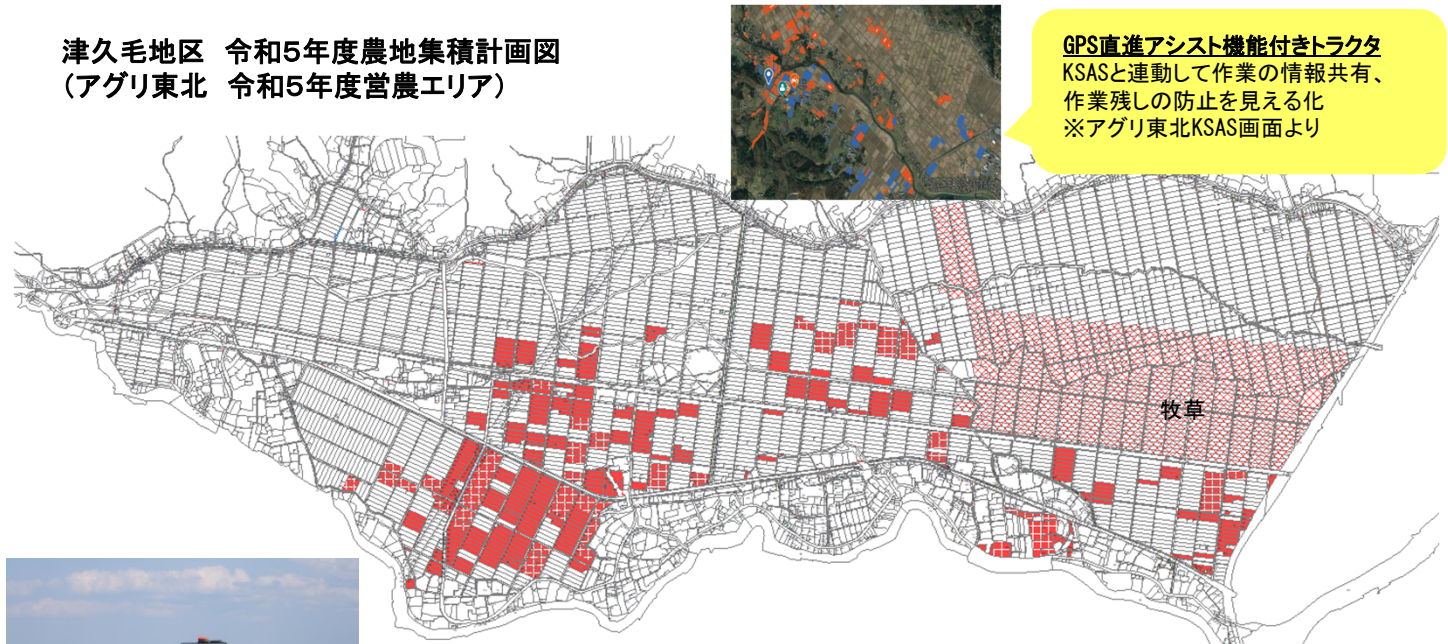 津久毛地区 令和5年度農地集積計画図
（アグリ東北 令和5年度営農エリア）
GPS直進アシスト機能付きトラクタ
KSASと連動して作業の情報共有、
作業残しの防止を見える化
※アグリ東北KSAS画面より
牧草